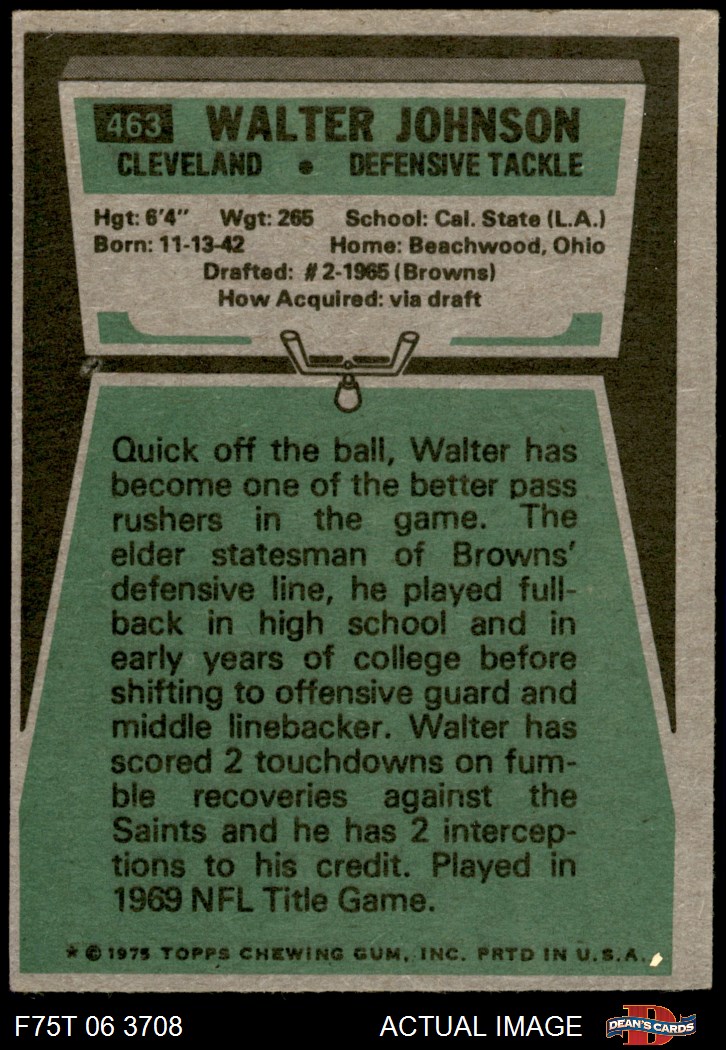 463 WALTER JOHNSON
CLEVELAND • DEFENSIVE TACKLE
Hgt: 6'4" Wgt: 265 School: Cal. State (L.A.)
Born: 11-13-42 Home: Beachwood, Ohio
Drafted: #2-1965 (Browns)
How Acquired: via draft
Quick off the ball, Walter has
become one of the better pass
rushers in the game. The
elder statesman of Browns'
defensive line, he played full-
back in high school and in
early years of college before
shifting to offensive guard and
middle linebacker. Walter has
scored 2 touchdowns on fum-
ble recoveries against the
Saints and he has 2 intercep-
tions to his credit. Played in
1969 NFL Title Game.
* © 1975 TOPPS CHEWING GUM, INC. PRTD IN U.S.A.
F75T 06 3708 ACTUAL IMAGE D DEAN'S CARDS